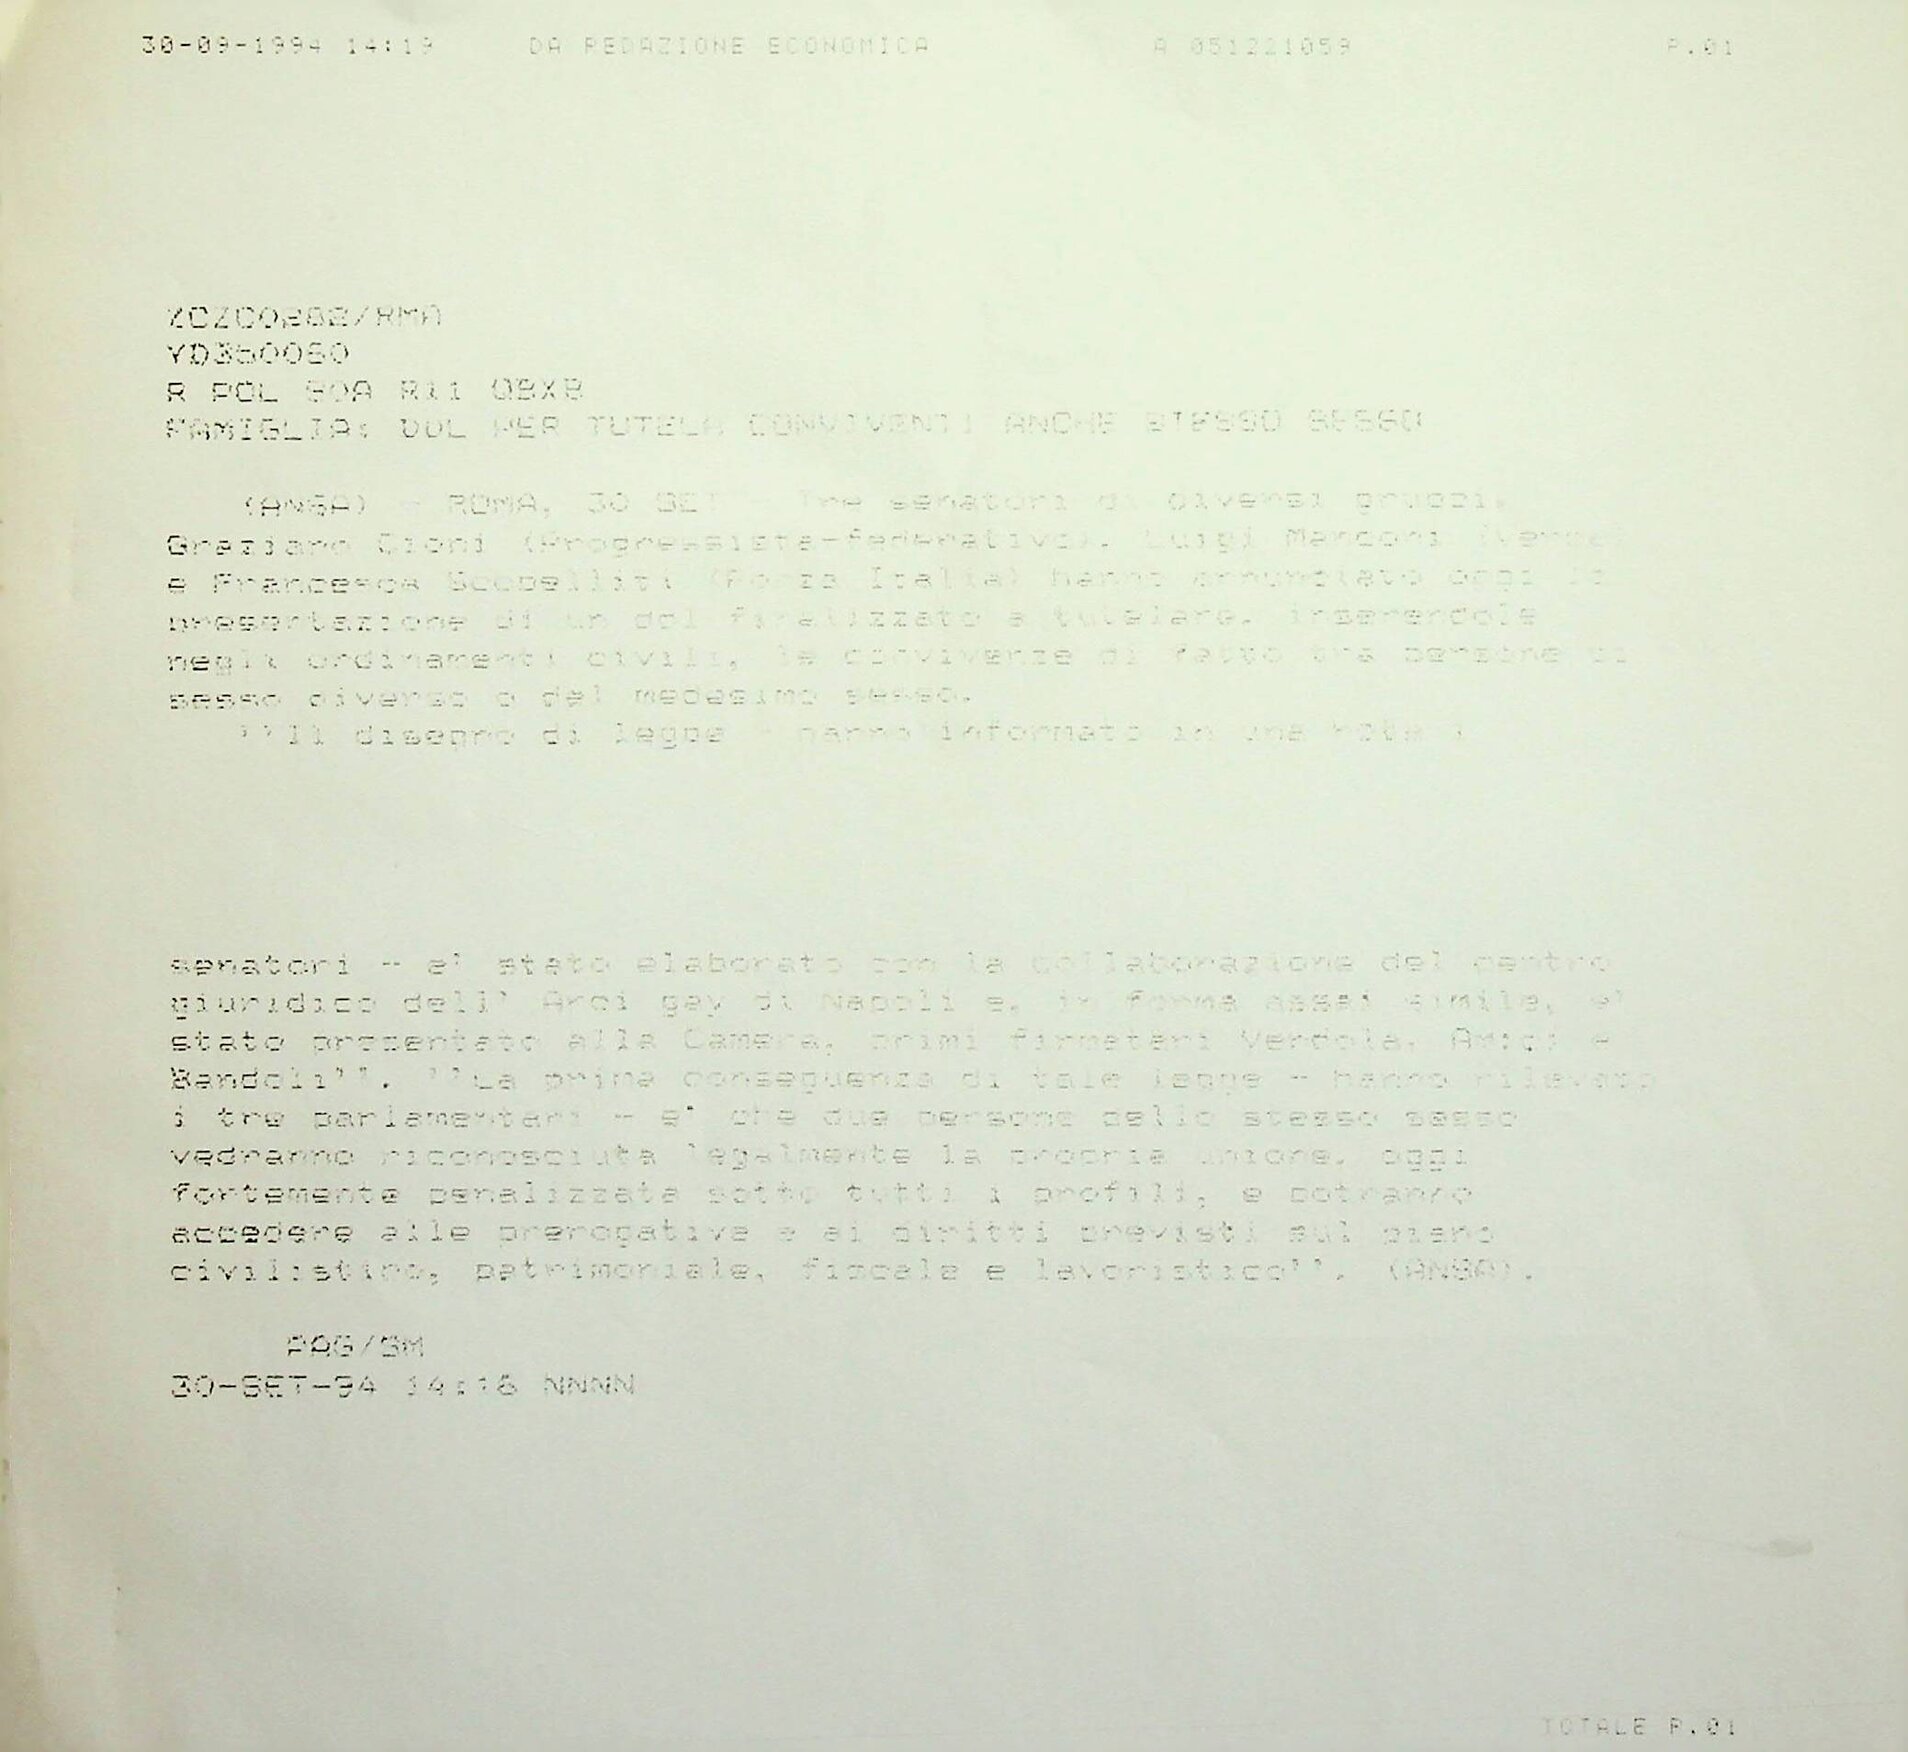 30-09-1994 14:19 DA REDAZIONE ECONOMICA A 051221059 P.01
ZCZC0282/RMA
YD350060
R POL S0A R11 QBXB
FAMIGLIA: DDL PER TUTELA CONVIVENTI ANCHE STESSO SESSO
(ANSA) - ROMA, 30 SET - Tre senatori di diversi gruppi,
Graziano Cioni (Progressista-federativo), Luigi Manconi (Verde)
e Francesca Scopelliti (Forza Italia) hanno annunciato oggi la
presentazione di un ddl finalizzato a tutelare, inserendole
negli ordinamenti civili, le convivenze di fatto tra persone di
sesso diverso o del medesimo sesso.
''Il disegno di legge - hanno informato in una nota i
senatori - e' stato elaborato con la collaborazione del centro
giuridico dell' Arci gay di Napoli e, in forma assai simile, e'
stato presentato alla Camera, primi firmatari Vendola, Amici e
Bandoli''. ''La prima conseguenza di tale legge - hanno rilevato
i tre parlamentari - e' che due persone dello stesso sesso
vedranno riconosciuta legalmente la propria unione, oggi
fortemente penalizzata sotto tutti i profili, e potranno
accedere alle prerogative e ai diritti previsti sul piano
civilistico, patrimoniale, fiscale e lavoristico''. (ANSA).
PAG/SM
30-SET-94 14:16 NNNN
TOTALE P.01